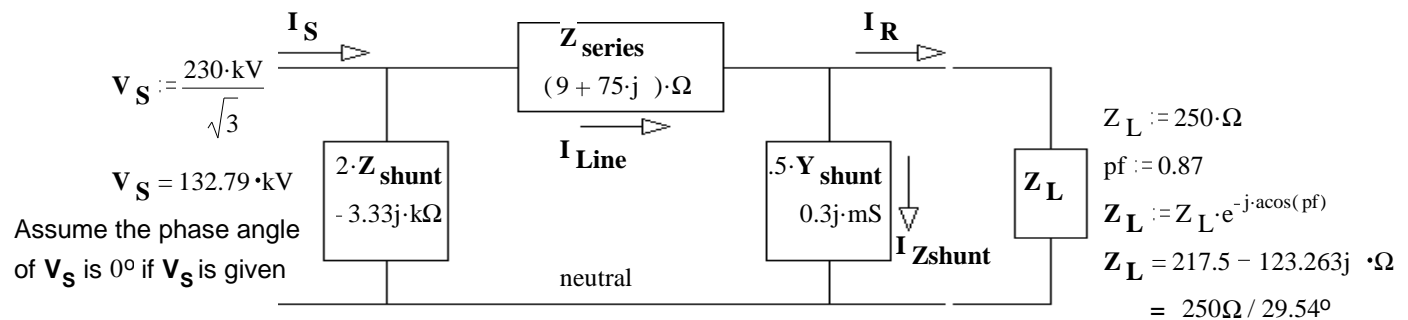 I S
I R
Z series
(9 + 75·j )·Ω
V S := 230·kV / √3
I Line
Z L := 250·Ω
pf := 0.87
2·Z shunt
- 3.33j·kΩ
.5·Y shunt
0.3j·mS
Z L
V S = 132.79 •kV
Z L := Z L·e^-j·acos(pf)
Assume the phase angle
of V S is 0º if V S is given
I Zshunt
Z L = 217.5 − 123.263j •Ω
neutral
= 250Ω / 29.54º